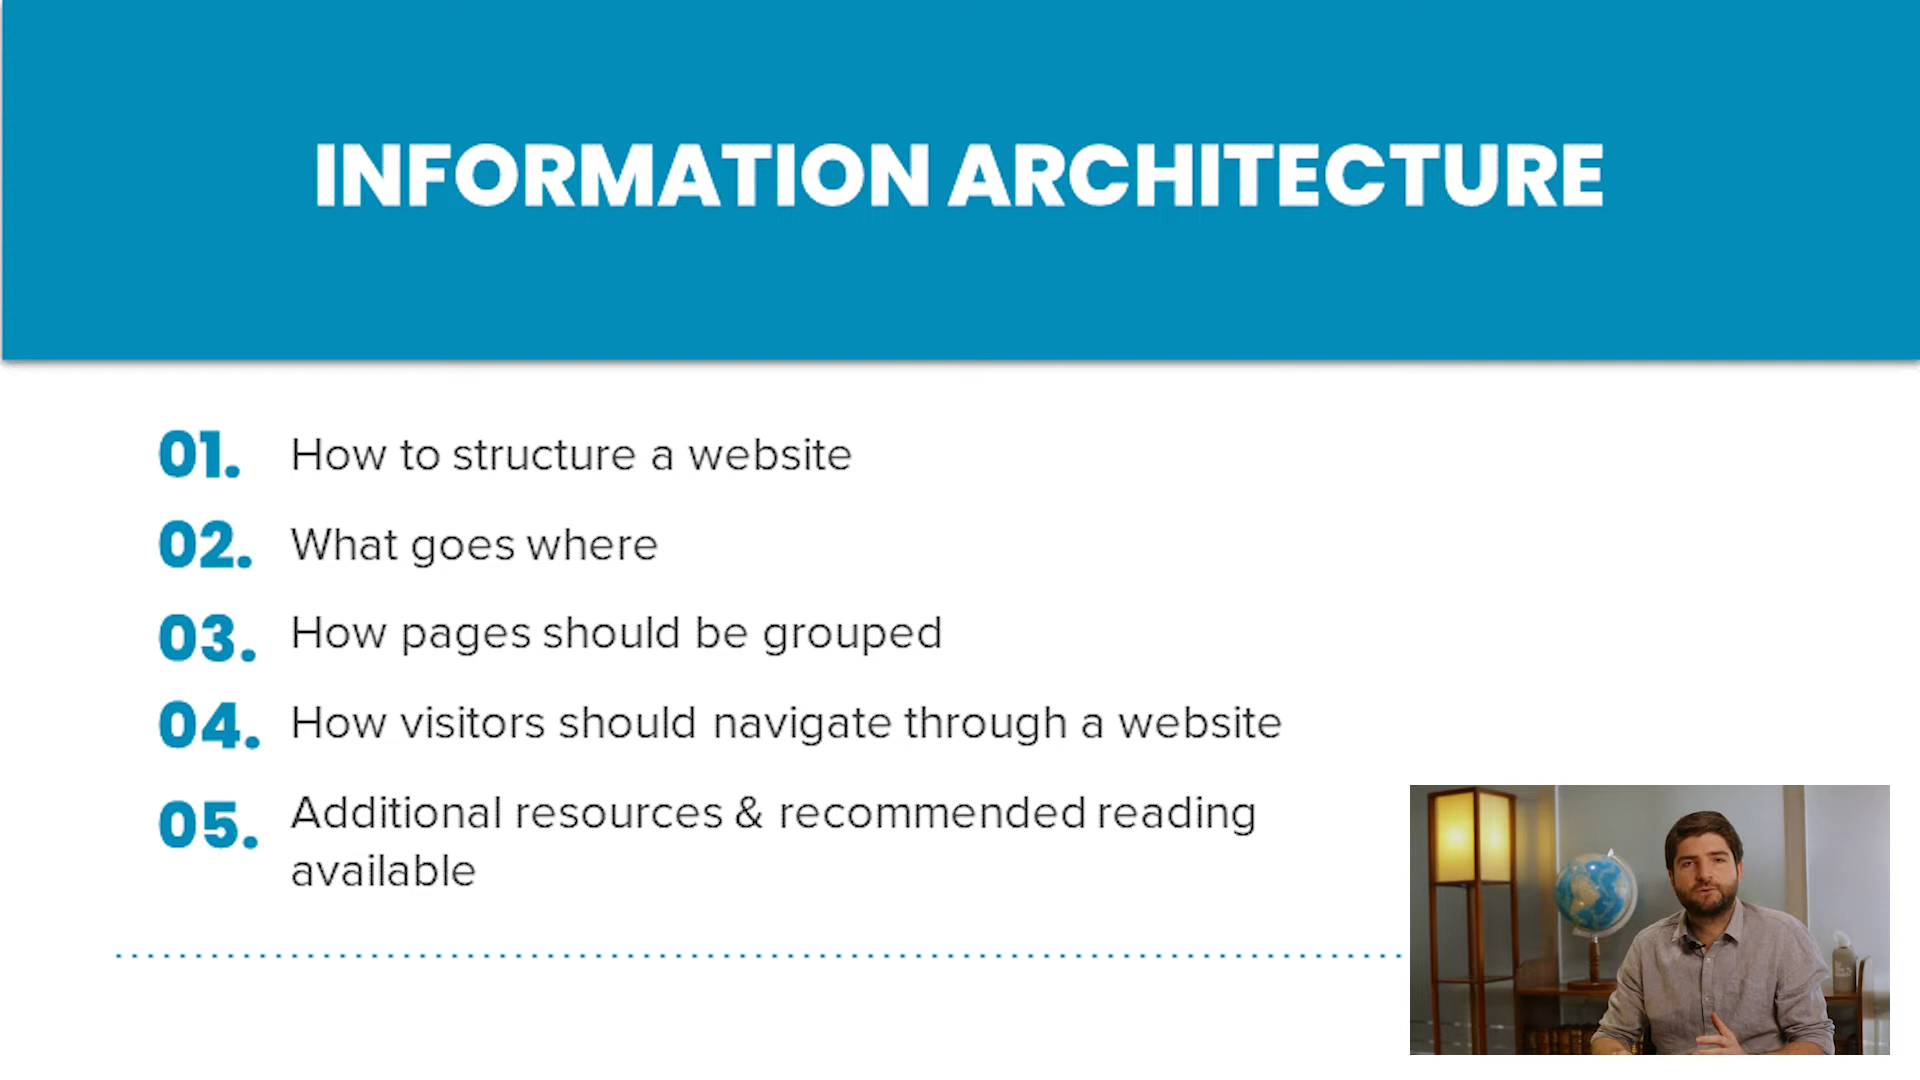 INFORMATION ARCHITECTURE
01. How to structure a website
02. What goes where
03. How pages should be grouped
04. How visitors should navigate through a website
05. Additional resources & recommended reading
available